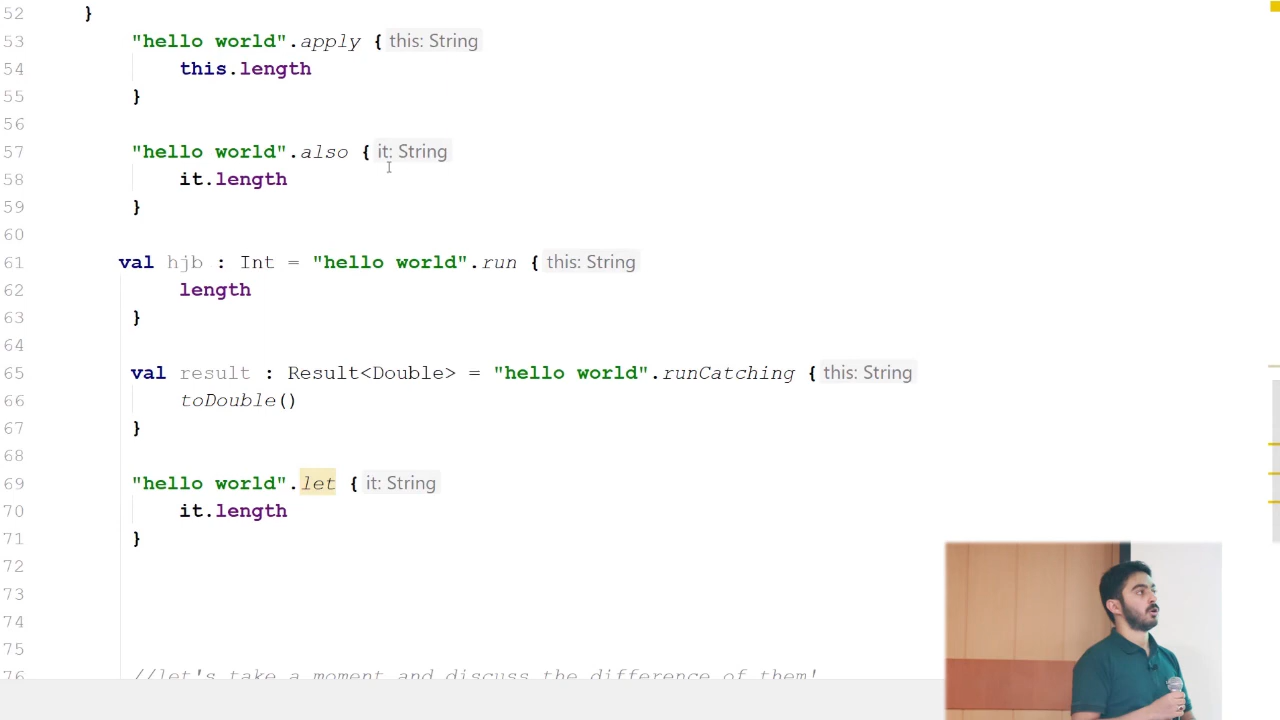 52 }
53 "hello world".apply { this: String
54 this.length
55 }
56
57 "hello world".also { it: String
58 it.length
59 }
60
61 val hjb : Int = "hello world".run { this: String
62 length
63 }
64
65 val result : Result<Double> = "hello world".runCatching { this: String
66 toDouble()
67 }
68
69 "hello world".let { it: String
70 it.length
71 }
72
73
74
75
76 //let's take a moment and discuss the difference of them!